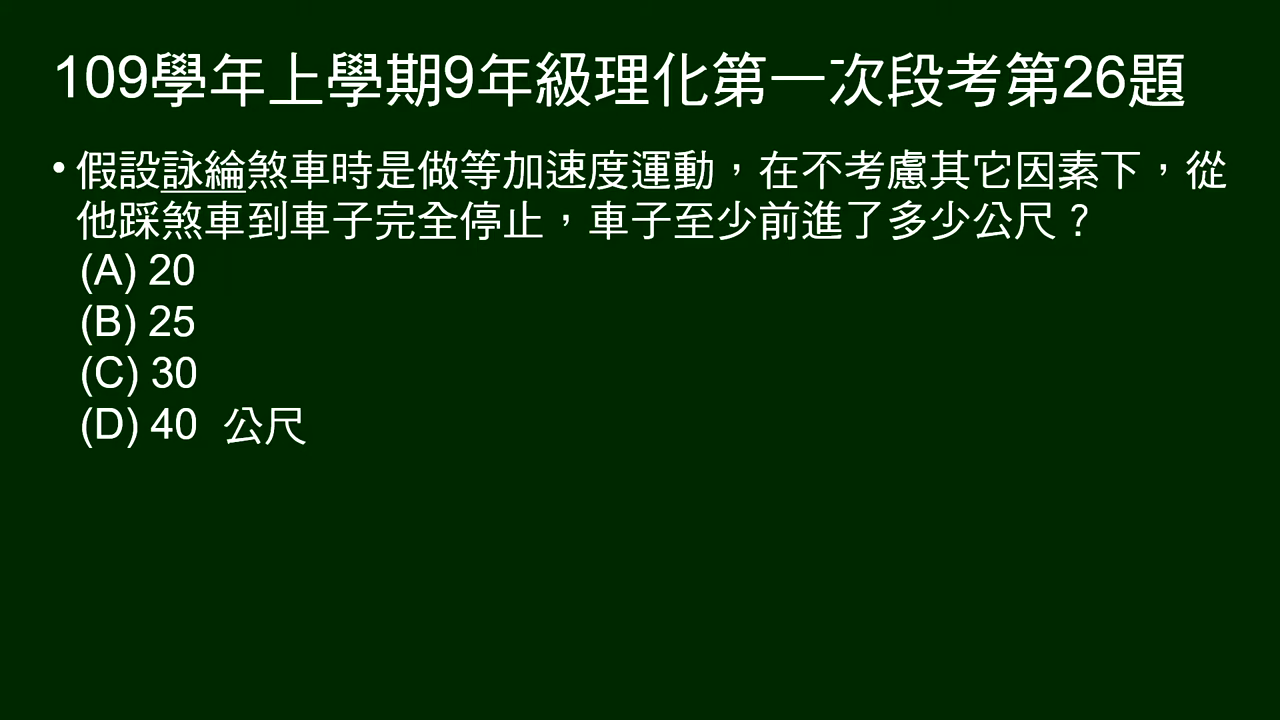 109學年上學期9年級理化第一次段考第26題
• 假設詠綸煞車時是做等加速度運動，在不考慮其它因素下，從
他踩煞車到車子完全停止，車子至少前進了多少公尺？
(A) 20
(B) 25
(C) 30
(D) 40 公尺